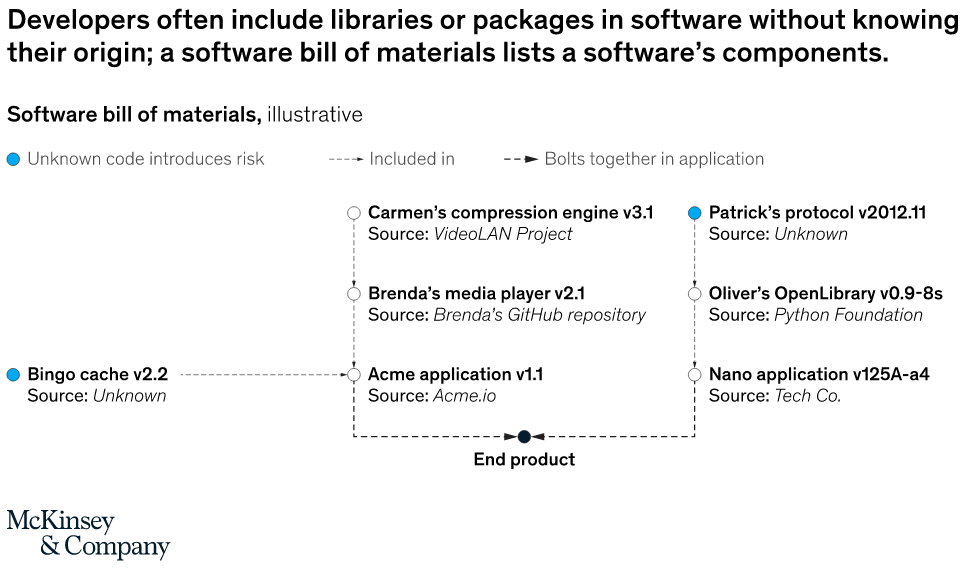 Developers often include libraries or packages in software without knowing
their origin; a software bill of materials lists a software’s components.
Software bill of materials, illustrative
Unknown code introduces risk
Included in
Bolts together in application
Carmen’s compression engine v3.1
Source: VideoLAN Project
Patrick’s protocol v2012.11
Source: Unknown
Brenda’s media player v2.1
Source: Brenda’s GitHub repository
Oliver’s OpenLibrary v0.9-8s
Source: Python Foundation
Bingo cache v2.2
Source: Unknown
Acme application v1.1
Source: Acme.io
Nano application v125A-a4
Source: Tech Co.
End product
McKinsey
& Company